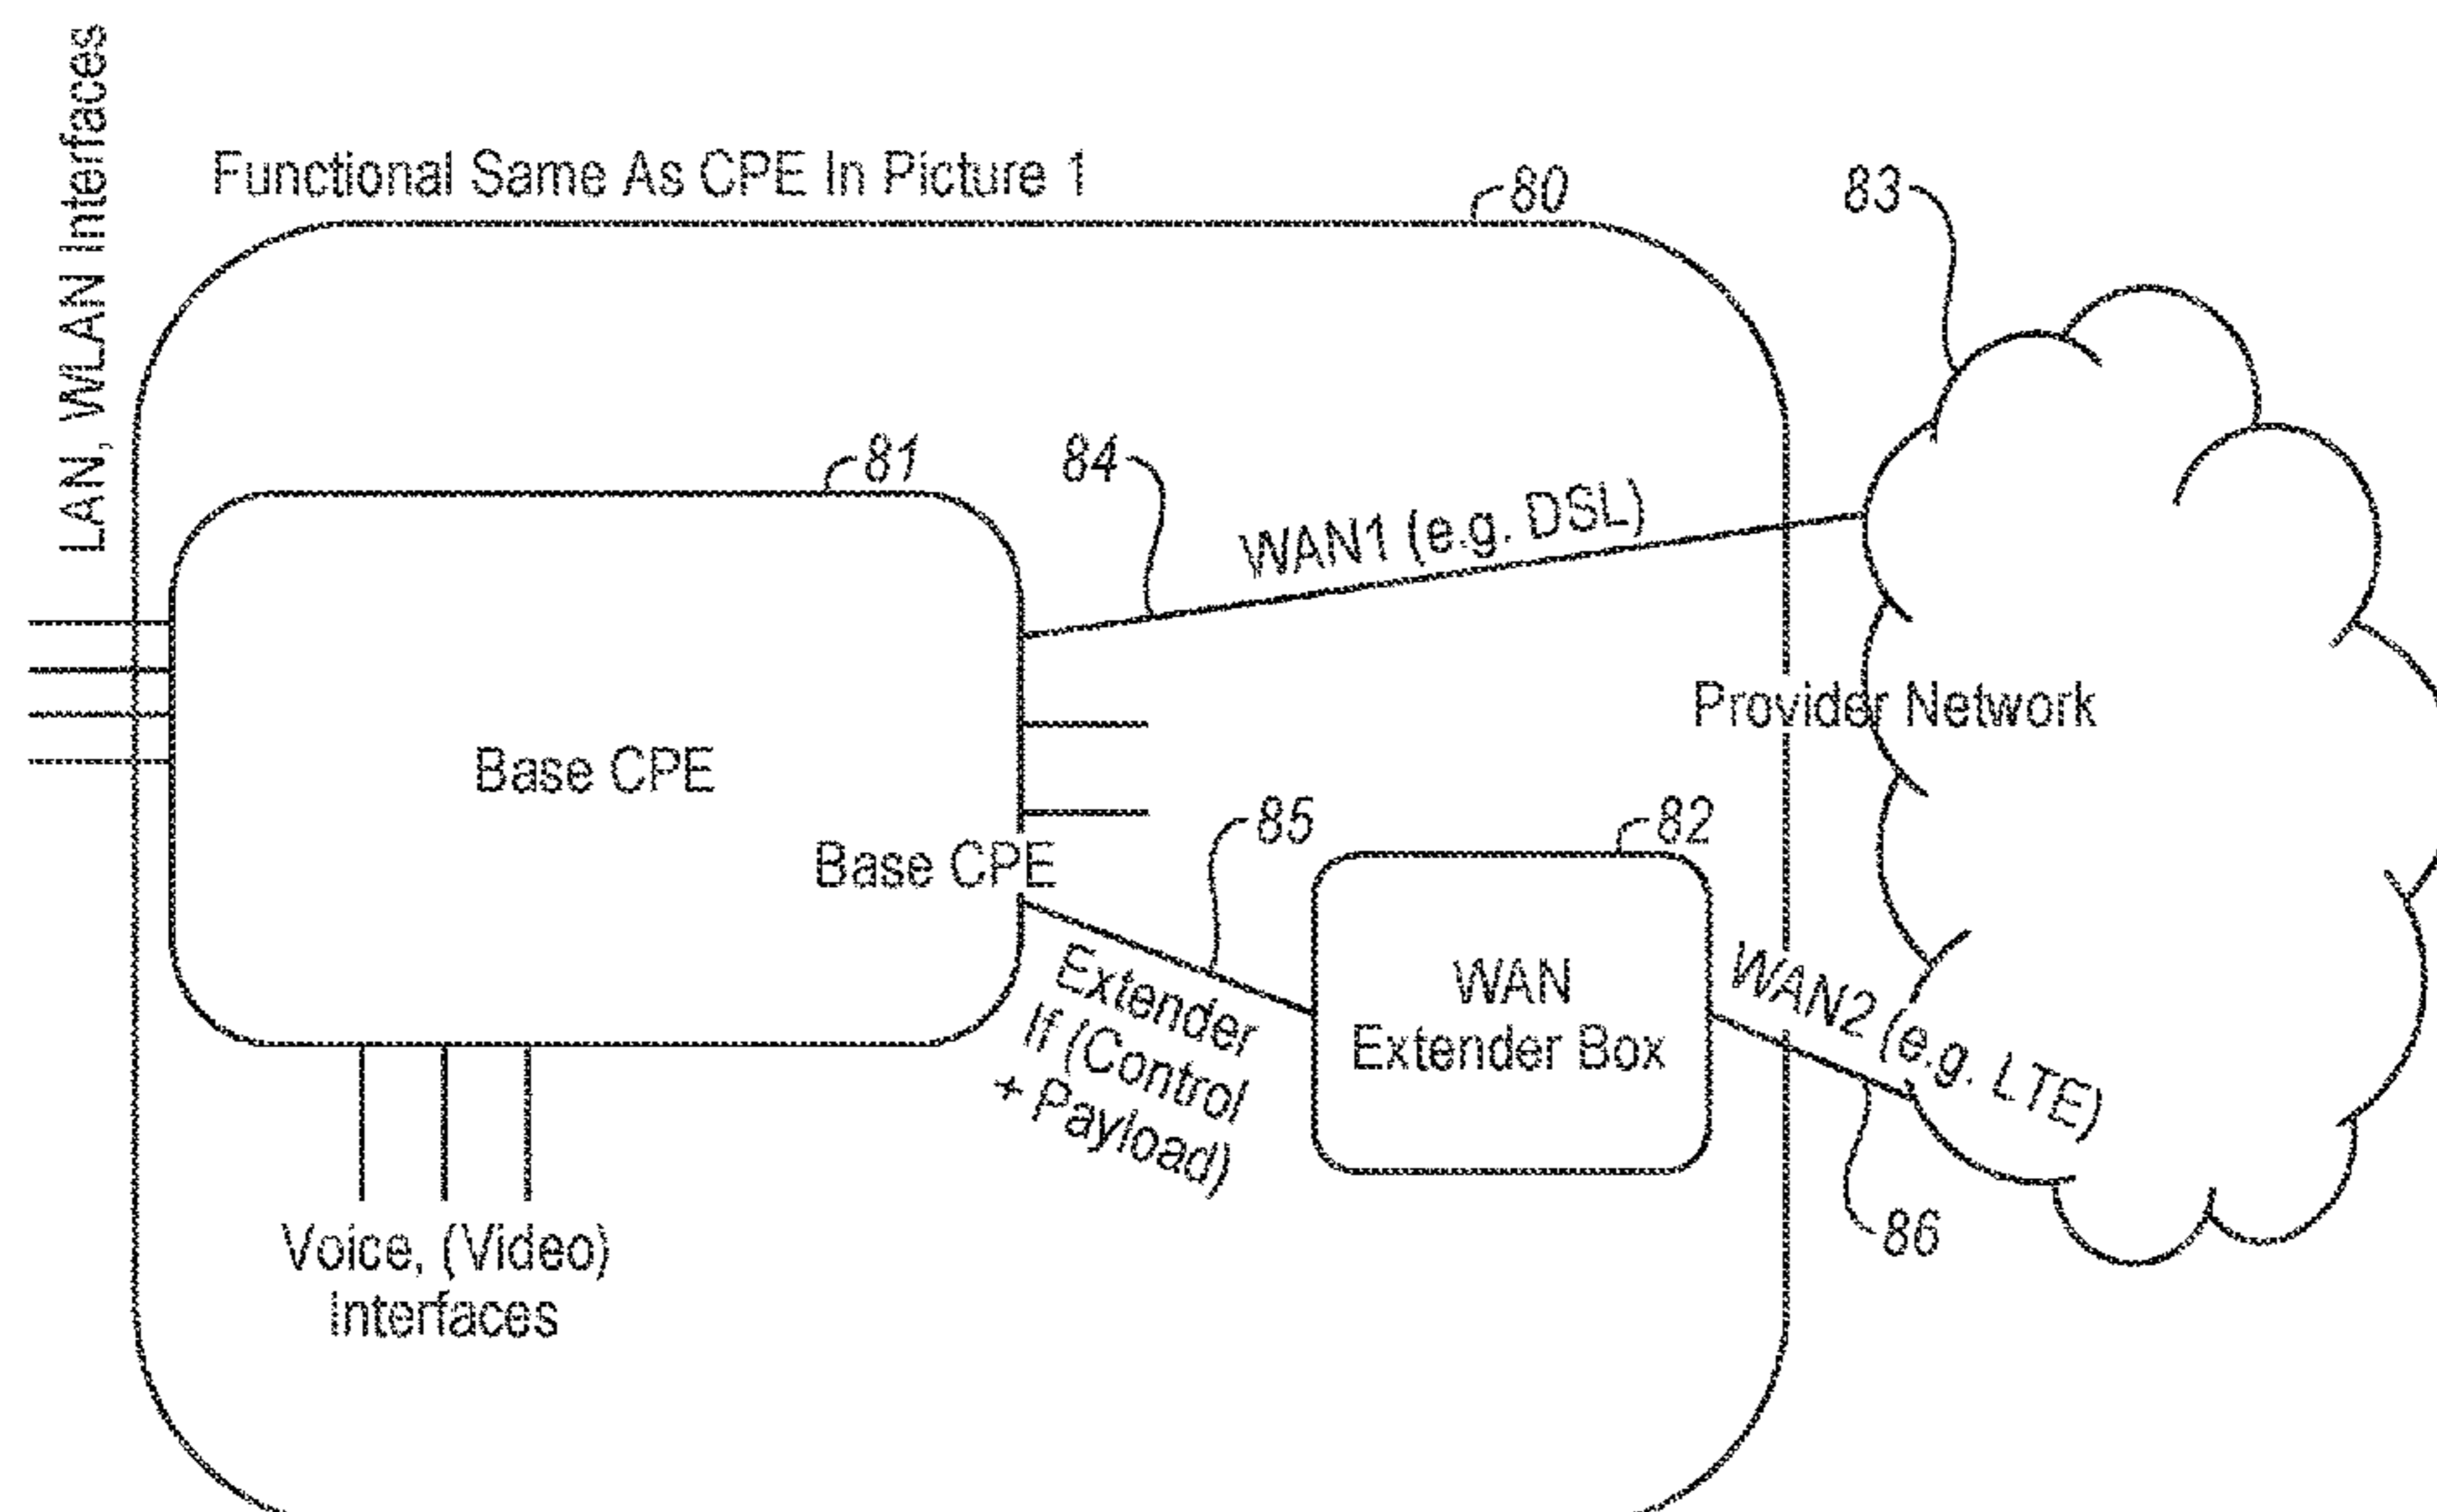 LAN, WLAN Interfaces
Functional Same As CPE In Picture 1
80
83
81
84
WAN1 (e.g. DSL)
Provider Network
Base CPE
Base CPE
85
82
Extender
If (Control
+ Payload)
WAN
Extender Box
WAN2 (e.g. LTE)
86
Voice, (Video)
Interfaces